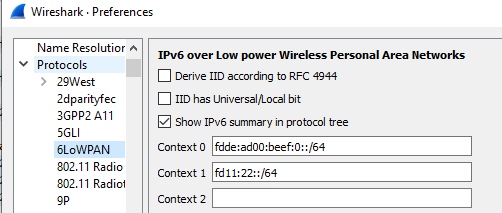 Wireshark · Preferences
Name Resolution
Protocols
29West
2dparityfec
3GPP2 A11
5GLI
6LoWPAN
802.11 Radio
802.11 Radiot
9P
IPv6 over Low power Wireless Personal Area Networks
Derive IID according to RFC 4944
IID has Universal/Local bit
Show IPv6 summary in protocol tree
Context 0 fdde:ad00:beef:0::/64
Context 1 fd11:22::/64
Context 2